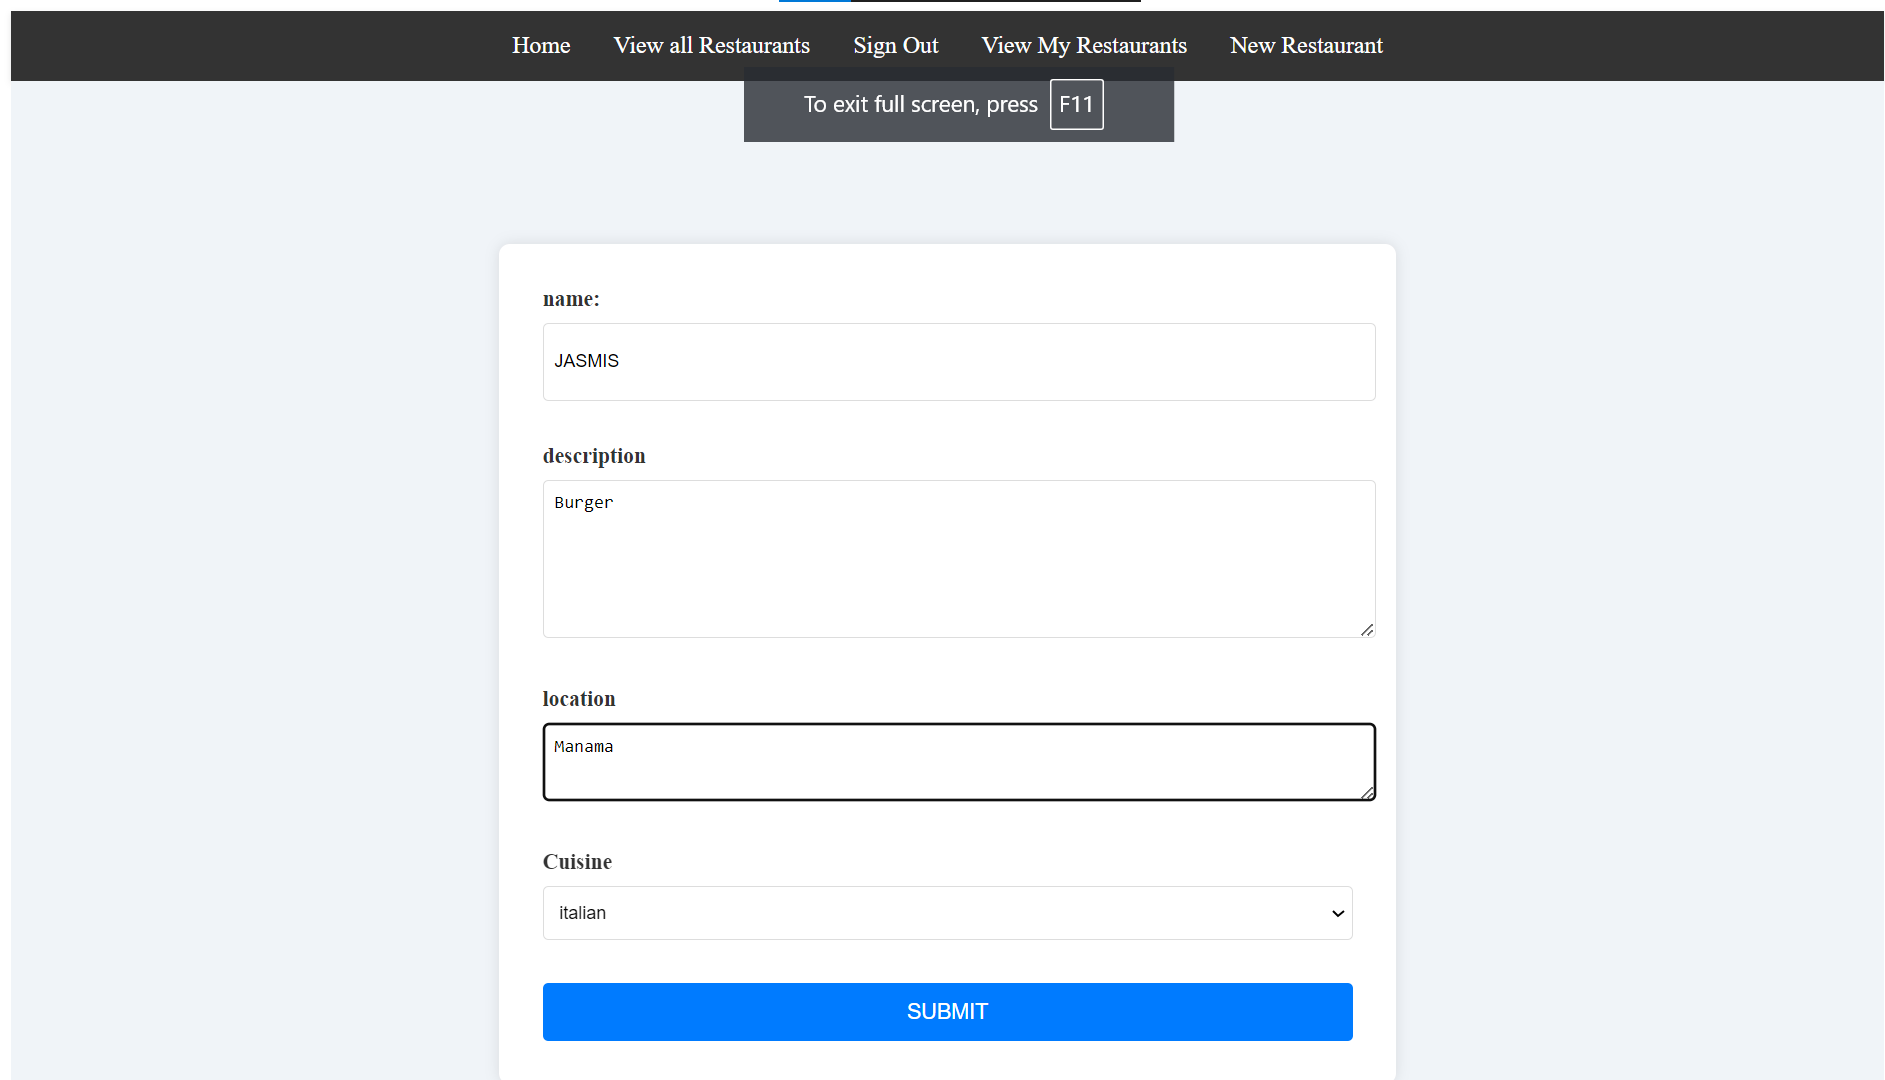 Home View all Restaurants Sign Out View My Restaurants New Restaurant
To exit full screen, press F11
name:
JASMIS
description
Burger
location
Manama
Cuisine
italian
SUBMIT